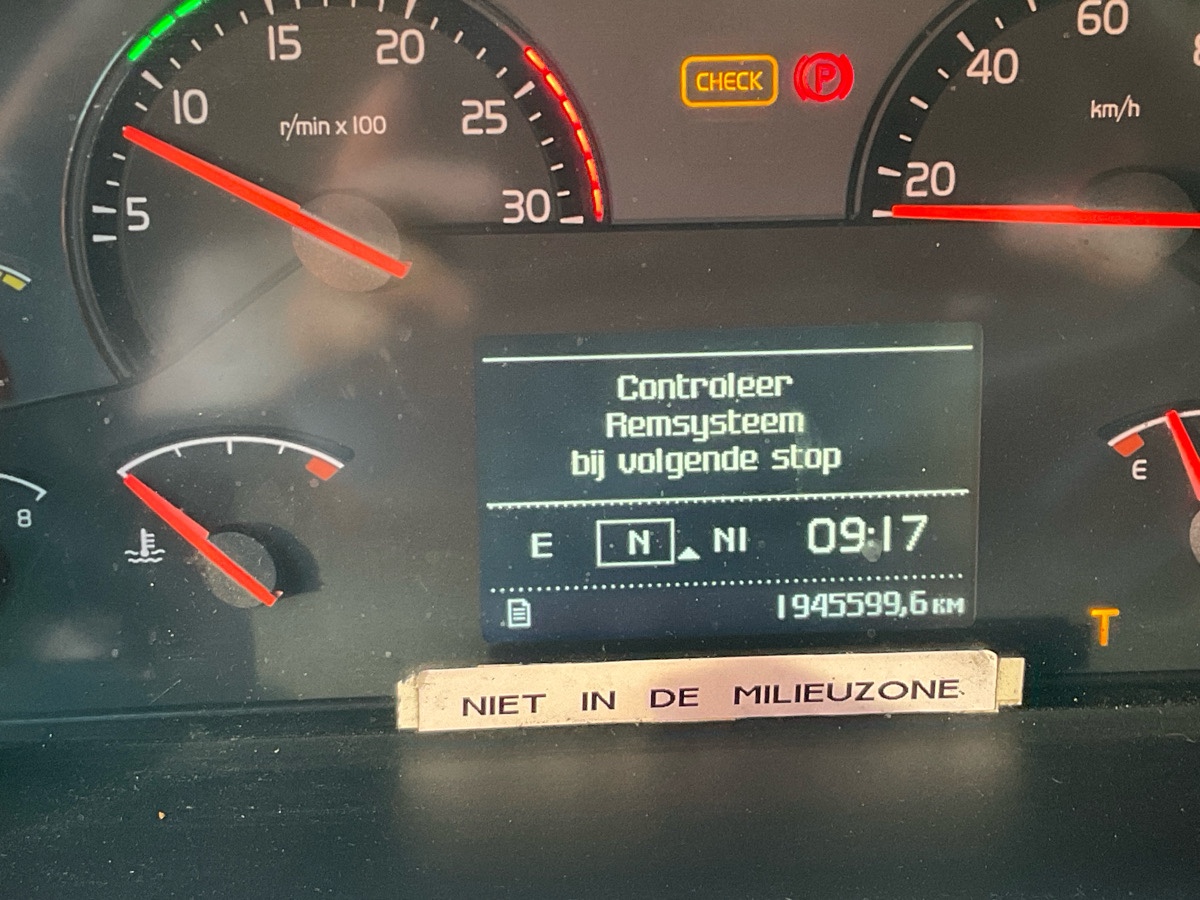 15
20
10
25
5
30
r/min x 100
CHECK
P
60
40
20
km/h
8
E
Controleer
Remsysteem
bij volgende stop
E N NI 09:17
1945599,6 KM
T
NIET IN DE MILIEUZONE